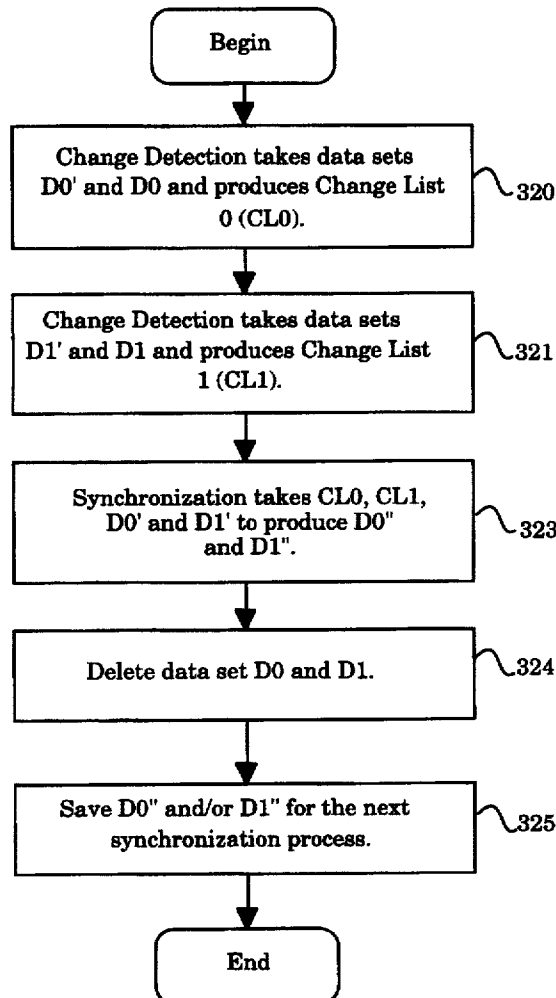 Begin
Change Detection takes data sets
D0' and D0 and produces Change List
0 (CL0).
320
Change Detection takes data sets
D1' and D1 and produces Change List
1 (CL1).
321
Synchronization takes CL0, CL1,
D0' and D1' to produce D0"
and D1".
323
Delete data set D0 and D1.
324
Save D0" and/or D1" for the next
synchronization process.
325
End